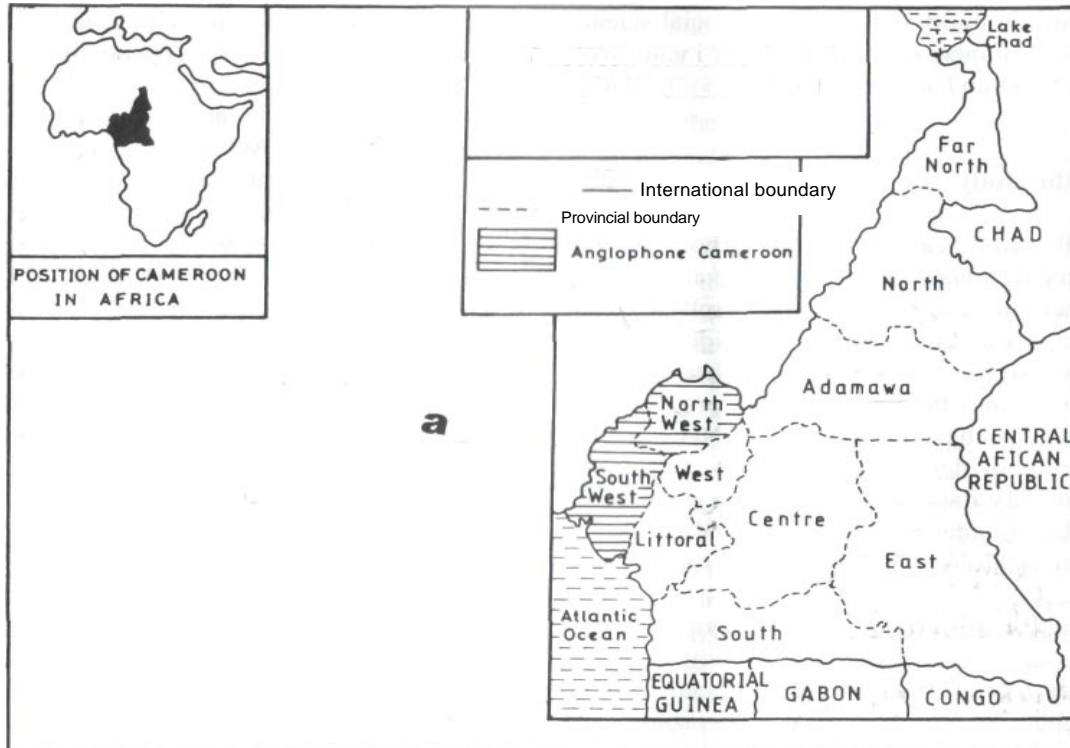 Lake
Chad
Far
North
International boundary
Provincial boundary
Anglophone Cameroon
CHAD
POSITION OF CAMEROON
IN AFRICA
North
Adamawa
North
West
CENTRAL
AFICAN
REPUBLIC
West
South
West
Centre
Littoral
East
Atlantic
Ocean
South
EQUATORIAL
GUINEA
GABON
CONGO
a